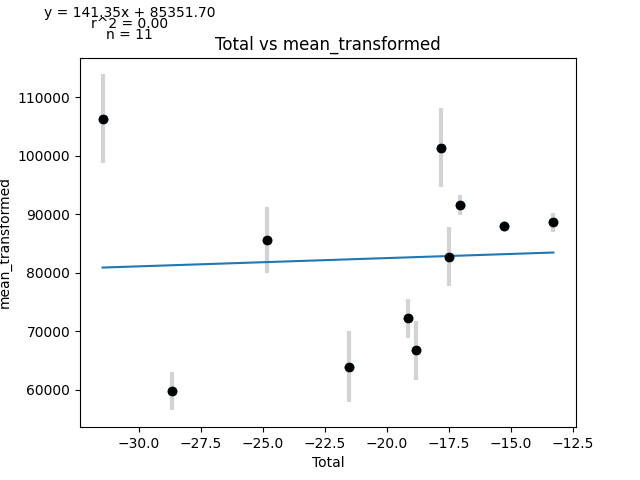 y = 141.35x + 85351.70
r^2 = 0.00
n = 11
Total vs mean_transformed
mean_transformed
110000
100000
90000
80000
70000
60000
−30.0 −27.5 −25.0 −22.5 −20.0 −17.5 −15.0 −12.5
Total